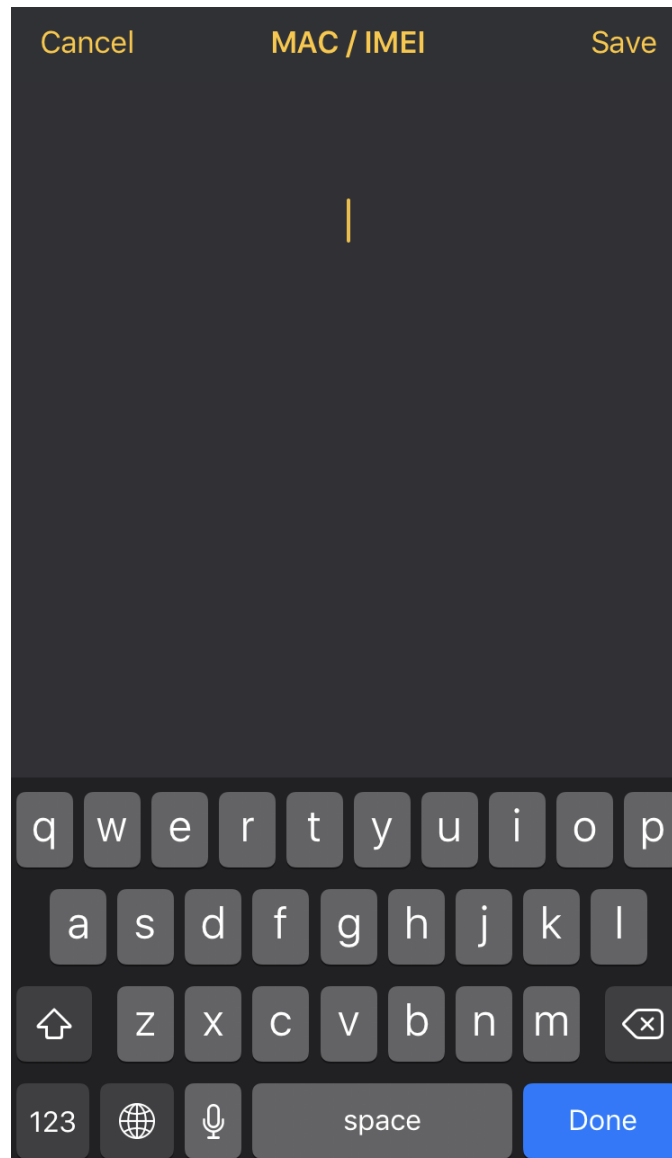 Cancel MAC / IMEI Save
q w e r t y u i o p
a s d f g h j k l
z x c v b n m
123 space Done